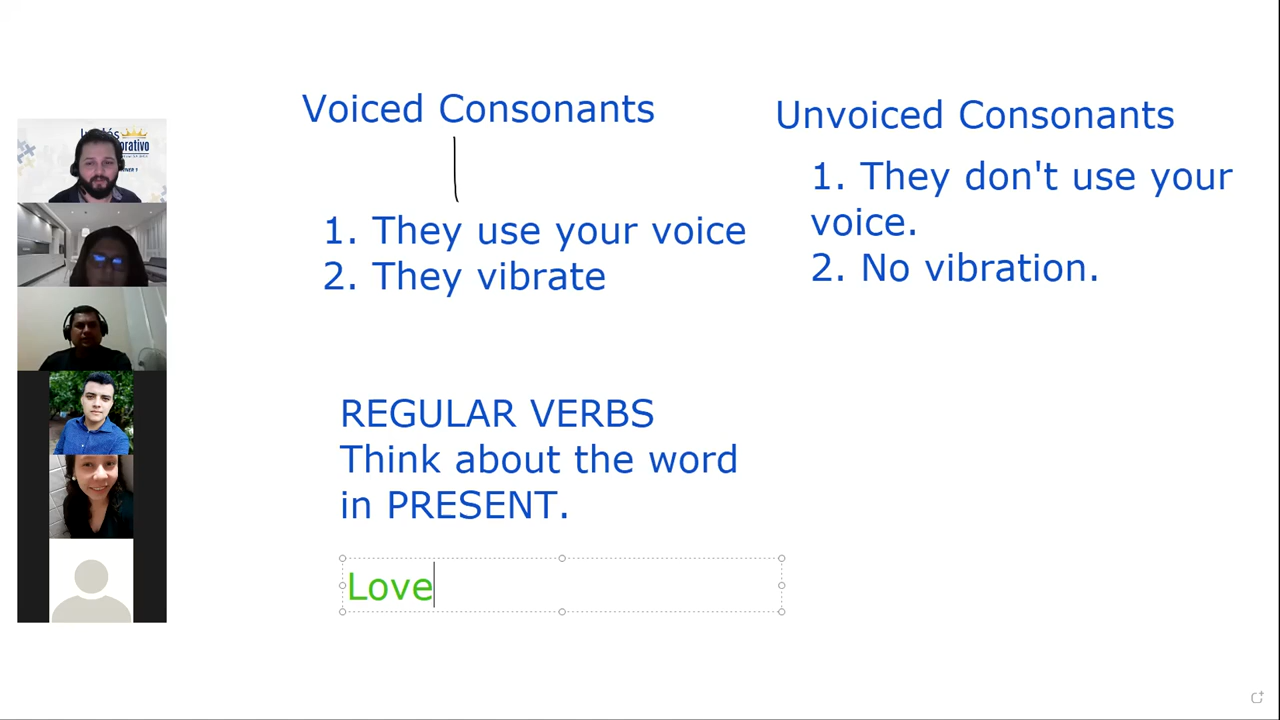 Voiced Consonants
1. They use your voice
2. They vibrate
Unvoiced Consonants
1. They don't use your
voice.
2. No vibration.
REGULAR VERBS
Think about the word
in PRESENT.
Love